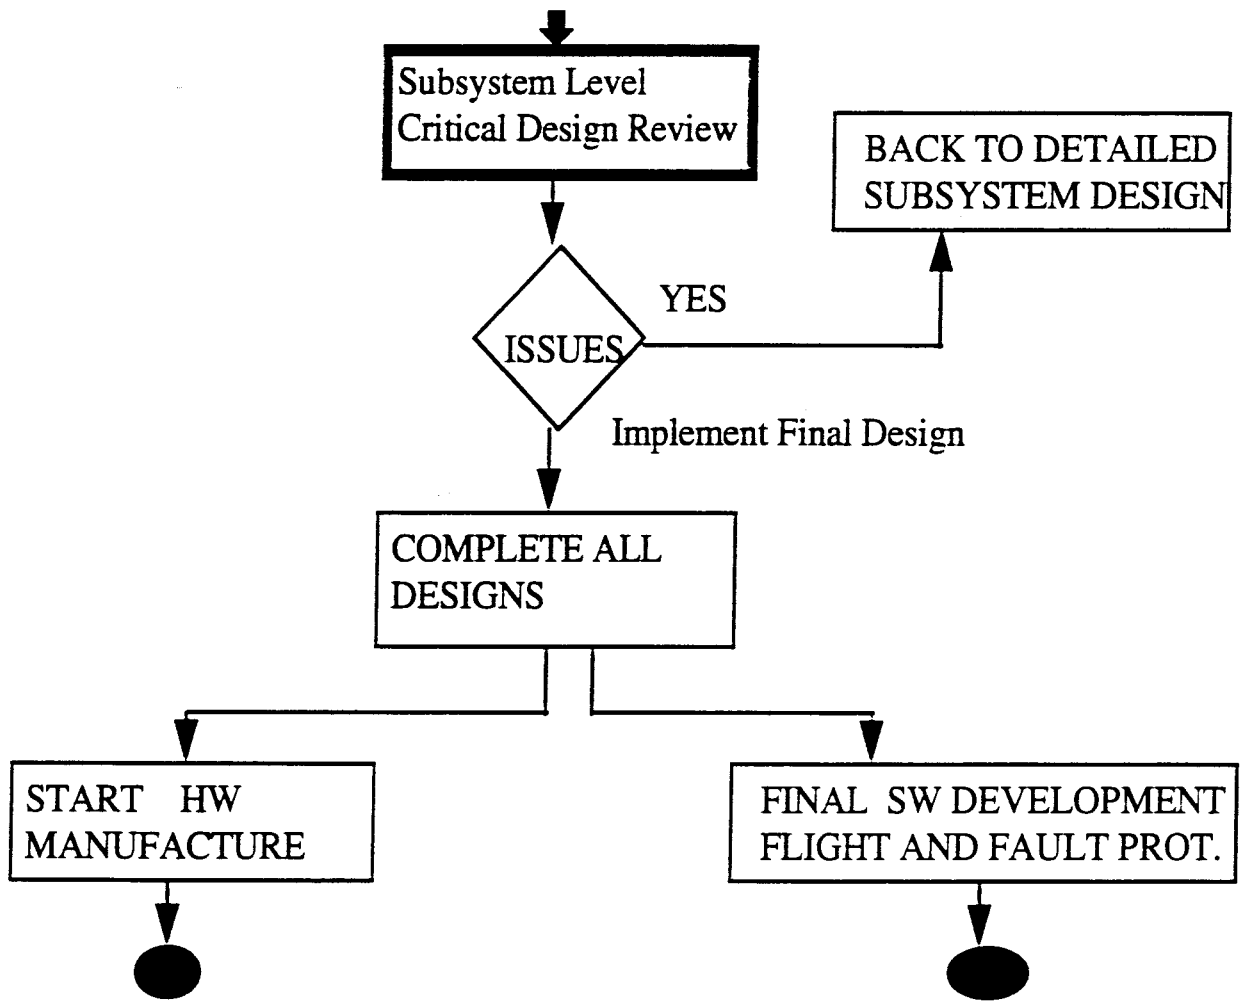 Subsystem Level
Critical Design Review
BACK TO DETAILED
SUBSYSTEM DESIGN
YES
ISSUES
Implement Final Design
COMPLETE ALL
DESIGNS
START HW
MANUFACTURE
FINAL SW DEVELOPMENT
FLIGHT AND FAULT PROT.